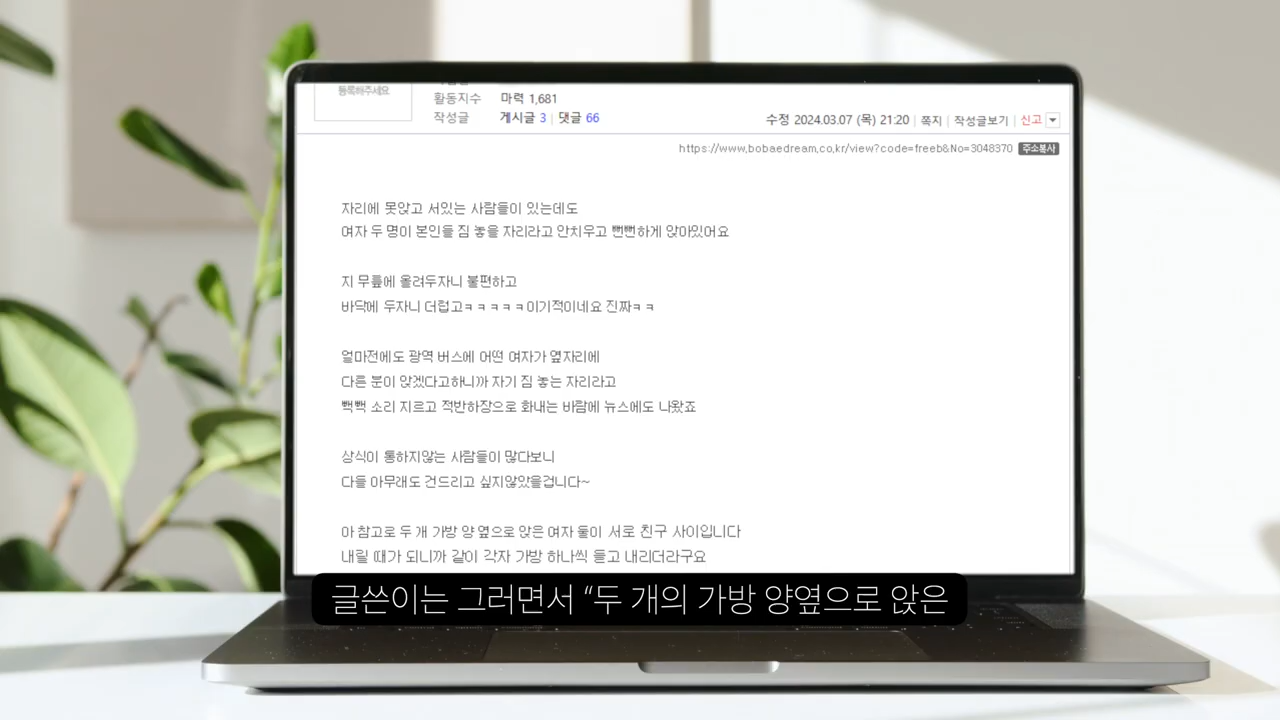 등록해주세요
활동지수 마력 1,681
작성글 게시글 3 | 댓글 66
수정 2024.03.07 (목) 21:20 | 쪽지 | 작성글보기 | 신고
https://www.bobaedream.co.kr/view?code=freeb&No=3048370 주소복사
자리에 못앉고 서있는 사람들이 있는데도
여자 두 명이 본인들 짐 놓을 자리라고 안치우고 뻔뻔하게 앉아있어요
지 무릎에 올려두자니 불편하고
바닥에 두자니 더럽고ㅋㅋㅋㅋㅋ이기적이네요 진짜ㅋㅋ
얼마전에도 광역 버스에 어떤 여자가 옆자리에
다른 분이 앉겠다고하니까 자기 짐 놓는 자리라고
빽빽 소리 지르고 적반하장으로 화내는 바람에 뉴스에도 나왔죠
상식이 통하지않는 사람들이 많다보니
다들 아무래도 건드리고 싶지않았을겁니다~
아 참고로 두 개 가방 양 옆으로 앉은 여자 둘이 서로 친구 사이입니다
내릴 때가 되니까 같이 각자 가방 하나씩 들고 내리더라구요
글쓴이는 그러면서 “두 개의 가방 양옆으로 앉은